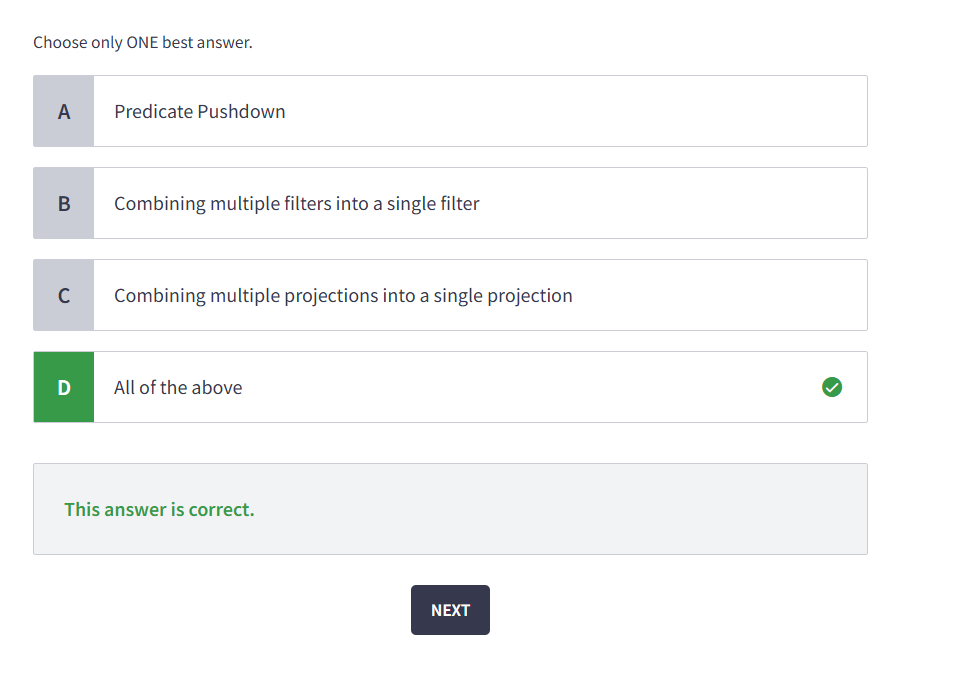 Choose only ONE best answer.
A Predicate Pushdown
B Combining multiple filters into a single filter
C Combining multiple projections into a single projection
D All of the above
This answer is correct.
NEXT